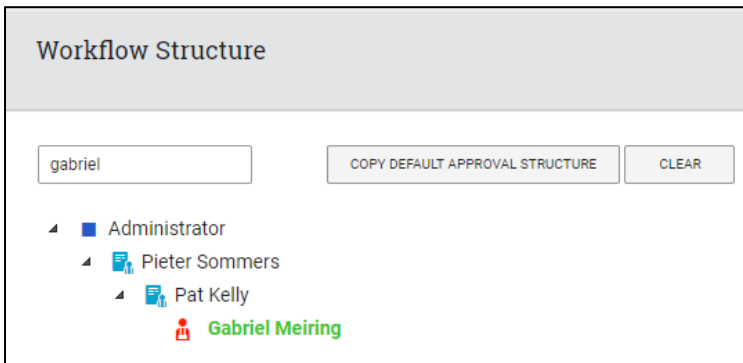 Workflow Structure
gabriel COPY DEFAULT APPROVAL STRUCTURE CLEAR
Administrator
Pieter Sommers
Pat Kelly
Gabriel Meiring